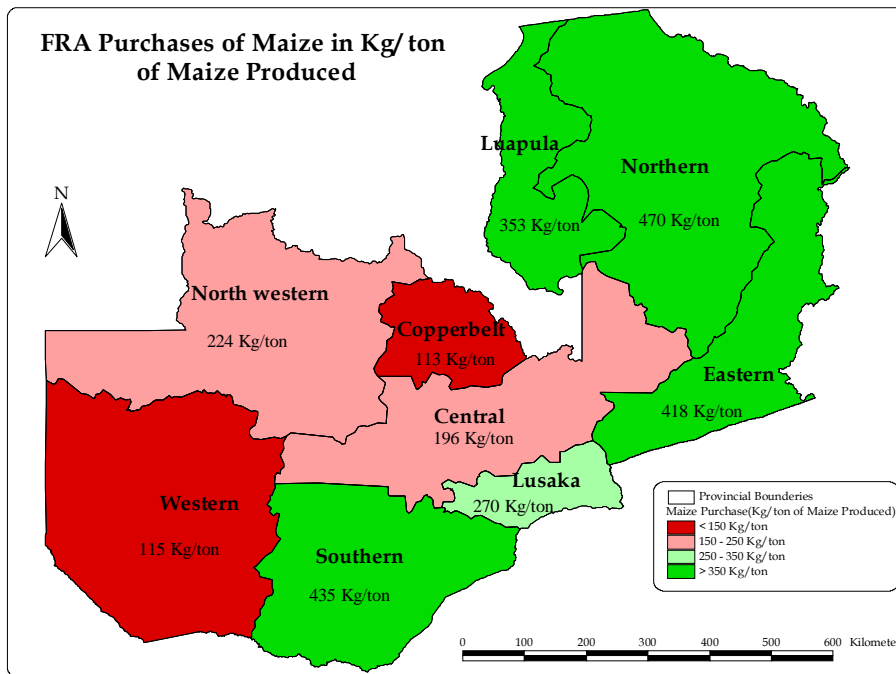 FRA Purchases of Maize in Kg/ton
of Maize Produced
N
Luapula
353 Kg/ton
Northern
470 Kg/ton
North western
224 Kg/ton
Copperbelt
113 Kg/ton
Eastern
418 Kg/ton
Central
196 Kg/ton
Lusaka
270 Kg/ton
Western
115 Kg/ton
Southern
435 Kg/ton
Provincial Bounderies
Maize Purchase(Kg/ton of Maize Produced)
< 150 Kg/ton
150 - 250 Kg/ton
250 - 350 Kg/ton
> 350 Kg/ton
0 100 200 300 400 500 600 Kilomete